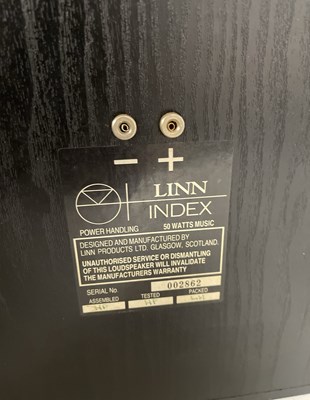 − +
LINN
INDEX
POWER HANDLING 50 WATTS MUSIC
DESIGNED AND MANUFACTURED BY
LINN PRODUCTS LTD. GLASGOW, SCOTLAND.
UNAUTHORISED SERVICE OR DISMANTLING
OF THIS LOUDSPEAKER WILL INVALIDATE
THE MANUFACTURERS WARRANTY
SERIAL No. 002862
ASSEMBLED TESTED PACKED